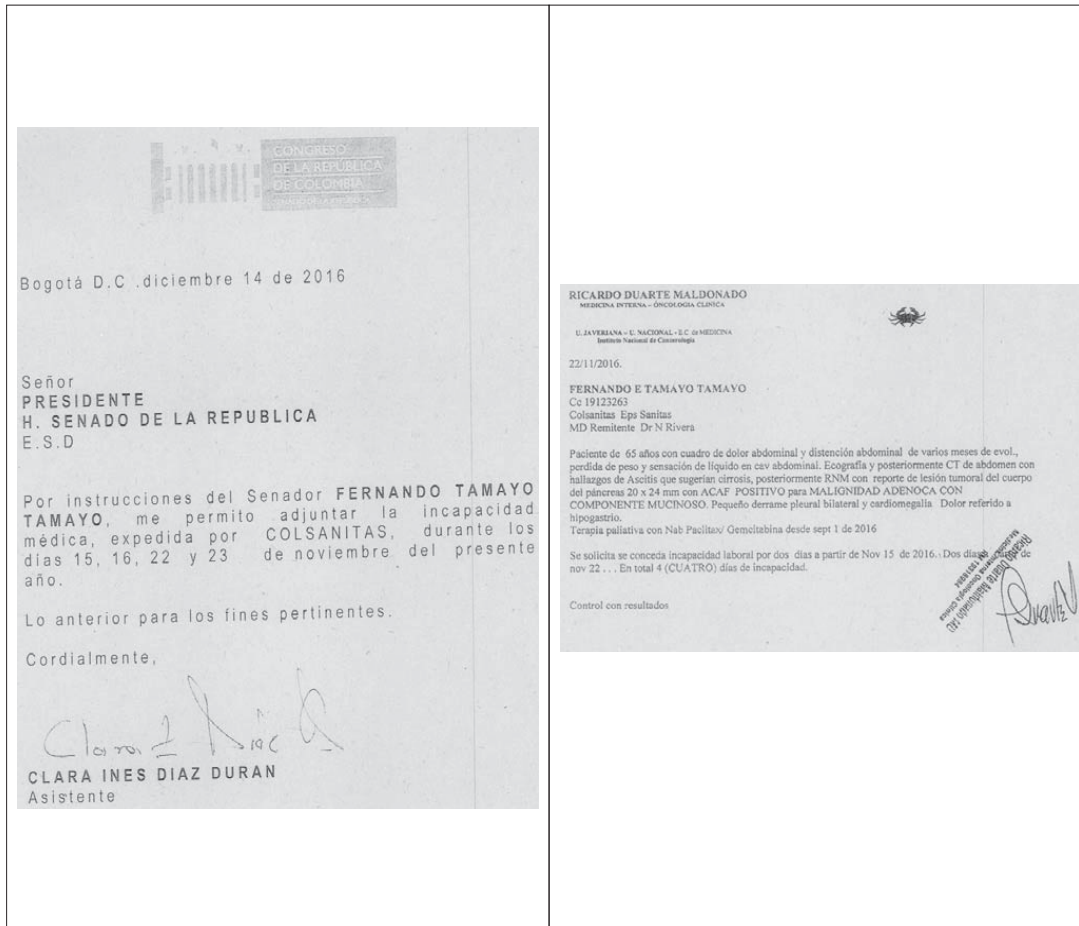 CONGRESO
DE LA REPÚBLICA
DE COLOMBIA
Bogotá D.C .diciembre 14 de 2016
Señor
PRESIDENTE
H. SENADO DE LA REPUBLICA
E.S.D
Por instrucciones del Senador FERNANDO TAMAYO
TAMAYO, me permito adjuntar la incapacidad
médica, expedida por COLSANITAS, durante los
días 15, 16, 22 y 23 de noviembre del presente
año.
Lo anterior para los fines pertinentes.
Cordialmente,
CLARA INES DIAZ DURAN
Asistente
RICARDO DUARTE MALDONADO
MEDICINA INTERNA – ONCOLOGIA CLINICA
U. JAVERIANA – U. NACIONAL - E.C de MEDICINA
Instituto Nacional de Cancerología
22/11/2016.
FERNANDO E TAMAYO TAMAYO
Cc 19123263
Colsanitas Eps Sanitas
MD Remitente Dr N Rivera
Paciente de 65 años con cuadro de dolor abdominal y distención abdominal de varios meses de evol.,
perdida de peso y sensación de líquido en cav abdominal. Ecografía y posteriormente CT de abdomen con
hallazgos de Ascitis que sugerian cirrosis, posteriormente RNM con reporte de lesión tumoral del cuerpo
del páncreas 20 x 24 mm con ACAF POSITIVO para MALIGNIDAD ADENOCA CON
COMPONENTE MUCINOSO. Pequeño derrame pleural bilateral y cardiomegalia Dolor referido a
hipogastrio.
Terapia paliativa con Nab Paclitax/ Gemcitabina desde sept 1 de 2016
Se solicita se conceda incapacidad laboral por dos días a partir de Nov 15 de 2016. Dos días de
nov 22 . . . En total 4 (CUATRO) días de incapacidad.
Control con resultados
Ricardo Duarte Maldonado